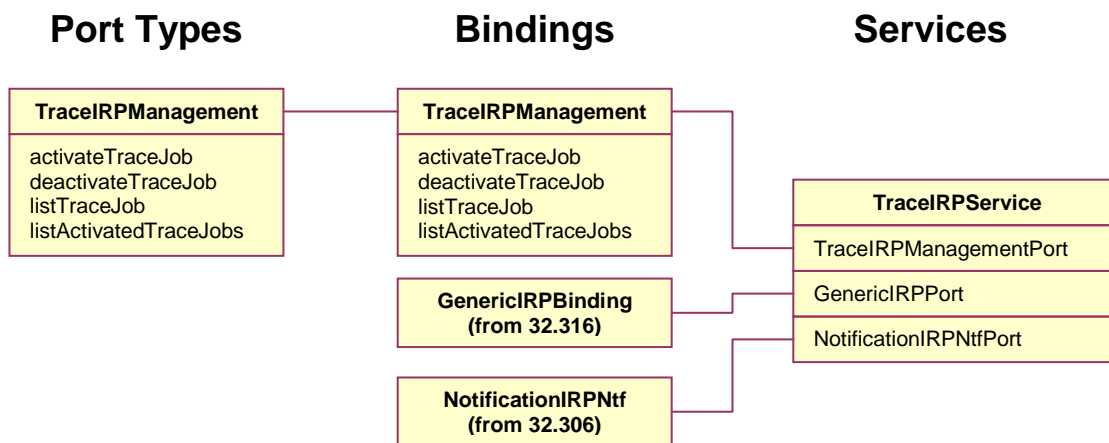 Port Types
Bindings
Services
TraceIRPManagement
activateTraceJob
deactivateTraceJob
listTraceJob
listActivatedTraceJobs
TraceIRPManagement
activateTraceJob
deactivateTraceJob
listTraceJob
listActivatedTraceJobs
GenericIRPBinding
(from 32.316)
NotificationIRPNtf
(from 32.306)
TraceIRPService
TraceIRPManagementPort
GenericIRPPort
NotificationIRPNtfPort